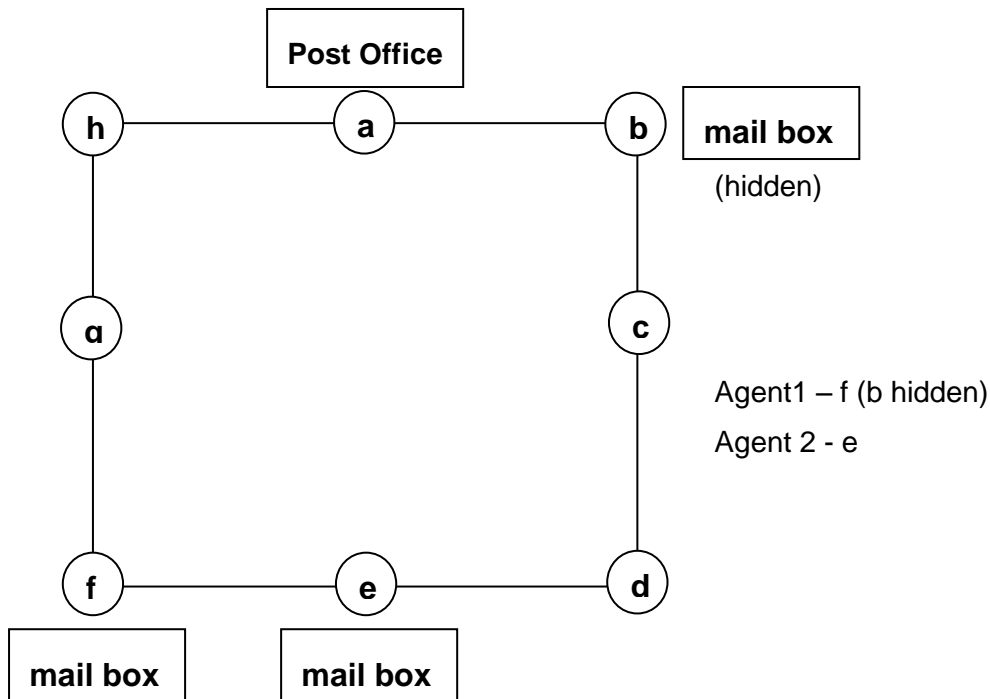 Post Office
h
a
b
mail box
(hidden)
g
c
Agent1 – f (b hidden)
Agent 2 - e
f
e
d
mail box
mail box